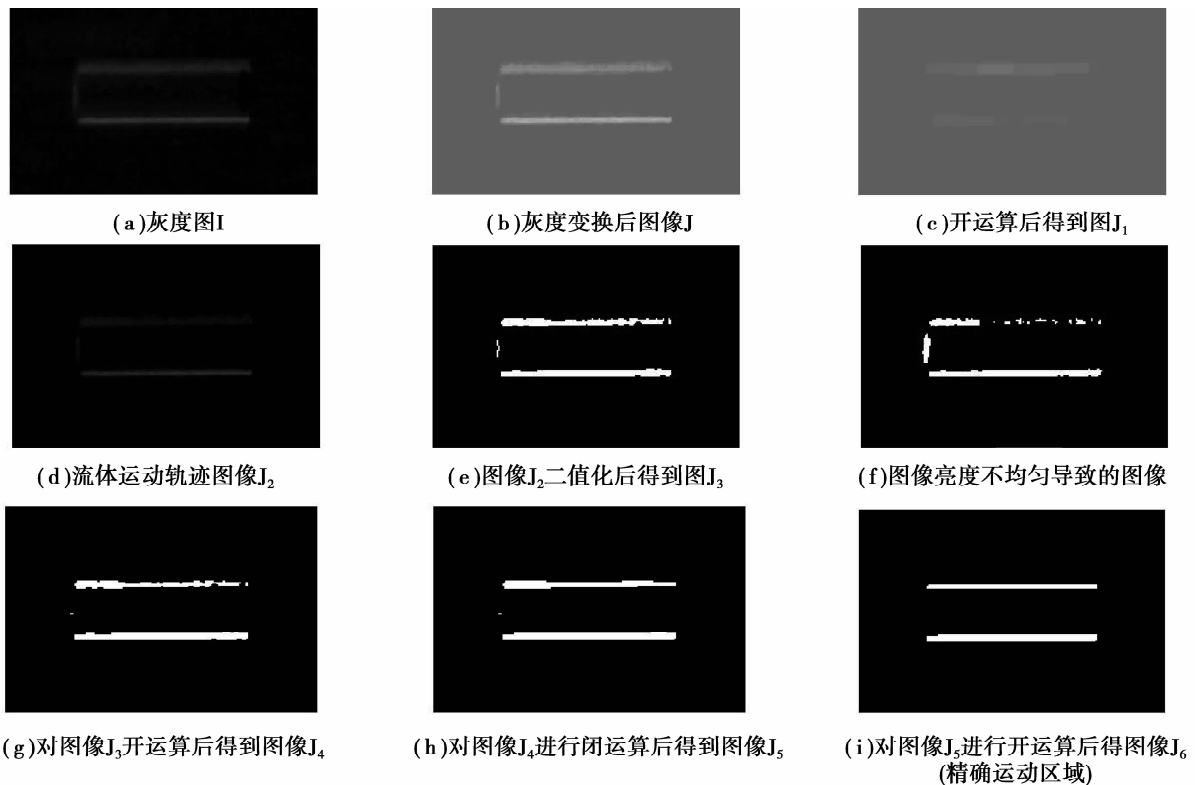 (a)灰度图I
(b)灰度变换后图像J
(c)开运算后得到图J₁
(d)流体运动轨迹图像J₂
(e)图像J₂二值化后得到图J₃
(f)图像亮度不均匀导致的图像
(g)对图像J₃开运算后得到图像J₄
(h)对图像J₄进行闭运算后得到图像J₅
(i)对图像J₅进行开运算后得图像J₆
(精确运动区域)